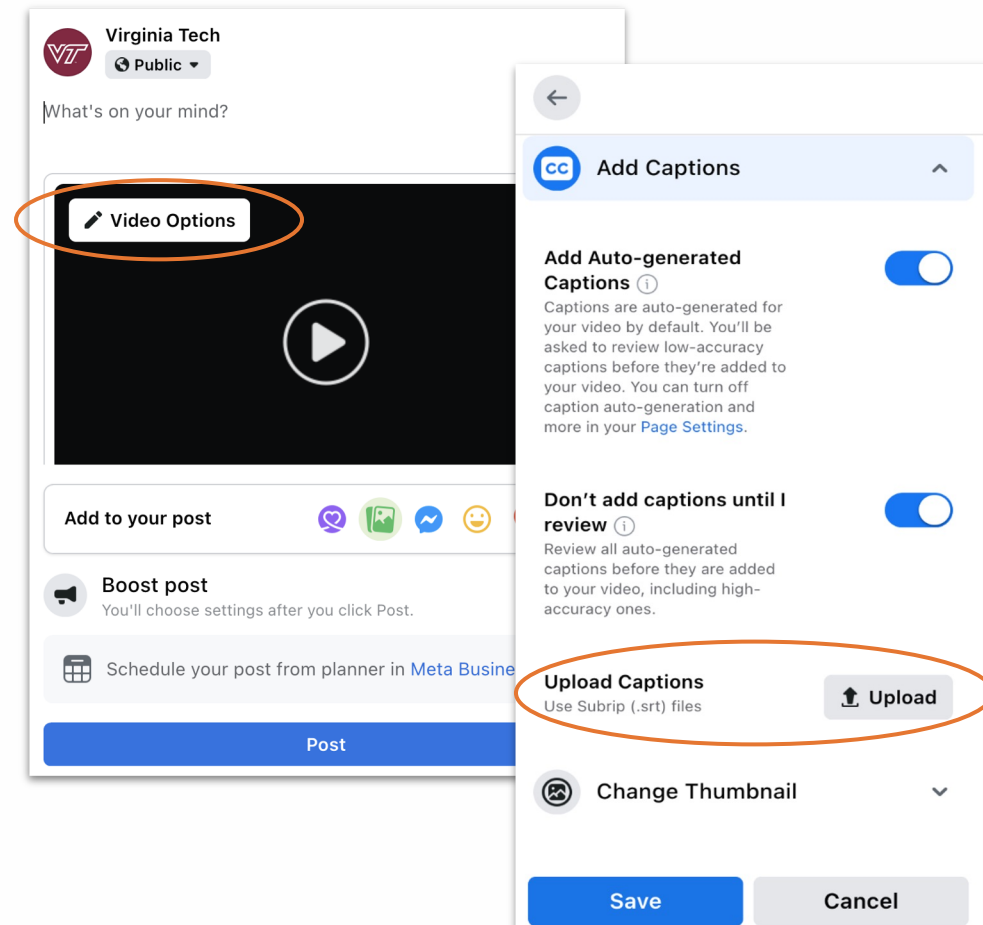 VT
Virginia Tech
Public
What's on your mind?
Video Options
Add to your post
Boost post
You'll choose settings after you click Post.
Schedule your post from planner in Meta Busine
Post
CC
Add Captions
Add Auto-generated
Captions
Captions are auto-generated for
your video by default. You'll be
asked to review low-accuracy
captions before they're added to
your video. You can turn off
caption auto-generation and
more in your Page Settings.
Don't add captions until I
review
Review all auto-generated
captions before they are added
to your video, including high-
accuracy ones.
Upload Captions
Use Subrip (.srt) files
Upload
Change Thumbnail
Save
Cancel